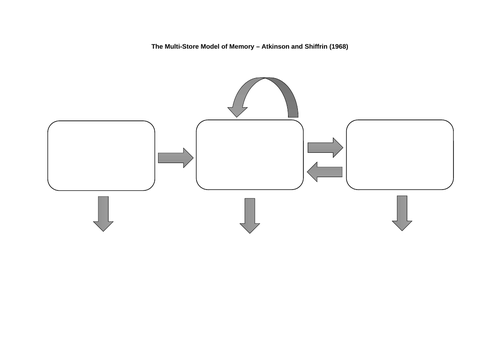 The Multi-Store Model of Memory – Atkinson and Shiffrin (1968)